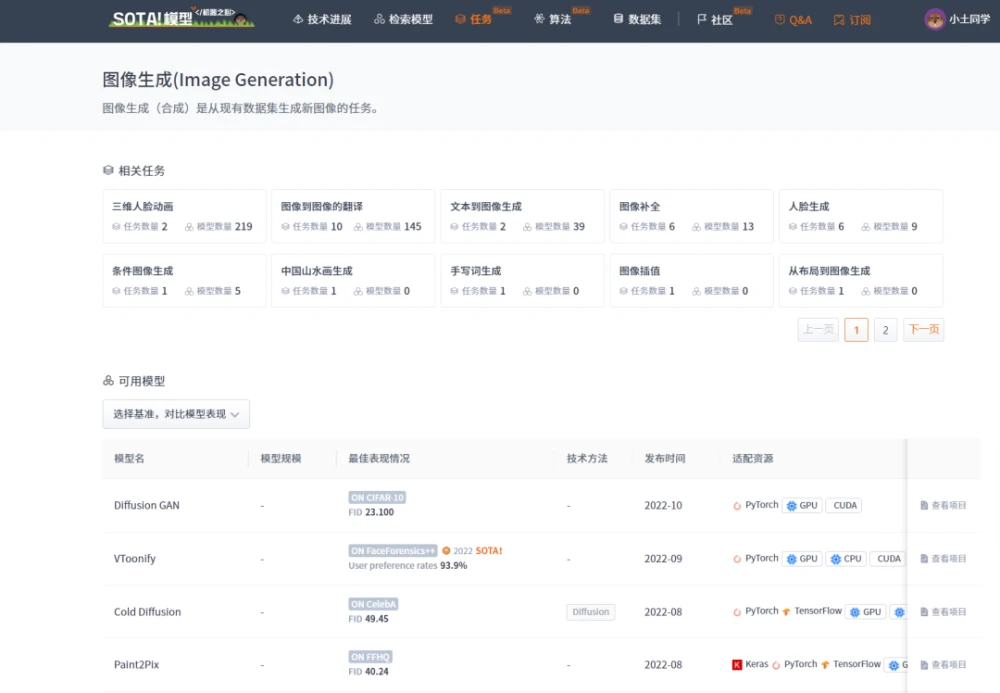 SOTA!模型 </机器之心> 技术进展 检索模型 任务 Beta 算法 Beta 数据集 社区 Beta Q&A 订阅 小土同学
图像生成(Image Generation)
图像生成（合成）是从现有数据集生成新图像的任务。
相关任务
三维人脸动画 图像到图像的翻译 文本到图像生成 图像补全 人脸生成
任务数量 2 模型数量 219 任务数量 10 模型数量 145 任务数量 2 模型数量 39 任务数量 6 模型数量 13 任务数量 6 模型数量 9
条件图像生成 中国山水画生成 手写词生成 图像插值 从布局到图像生成
任务数量 1 模型数量 5 任务数量 1 模型数量 0 任务数量 1 模型数量 0 任务数量 1 模型数量 0 任务数量 1 模型数量 0
上一页 1 2 下一页
可用模型
选择基准，对比模型表现
模型名 模型规模 最佳表现情况 技术方法 发布时间 适配资源
ON CIFAR-10
Diffusion GAN - - 2022-10 PyTorch GPU CUDA 查看项目
FID 23.100
ON FaceForensics++ 2022 SOTA!
VToonify - - 2022-09 PyTorch GPU CPU CUDA 查看项目
User preference rates 93.9%
ON CelebA
Cold Diffusion - Diffusion 2022-08 PyTorch TensorFlow GPU 查看项目
FID 49.45
ON FFHQ
Paint2Pix - - 2022-08 K Keras PyTorch TensorFlow G 查看项目
FID 40.24